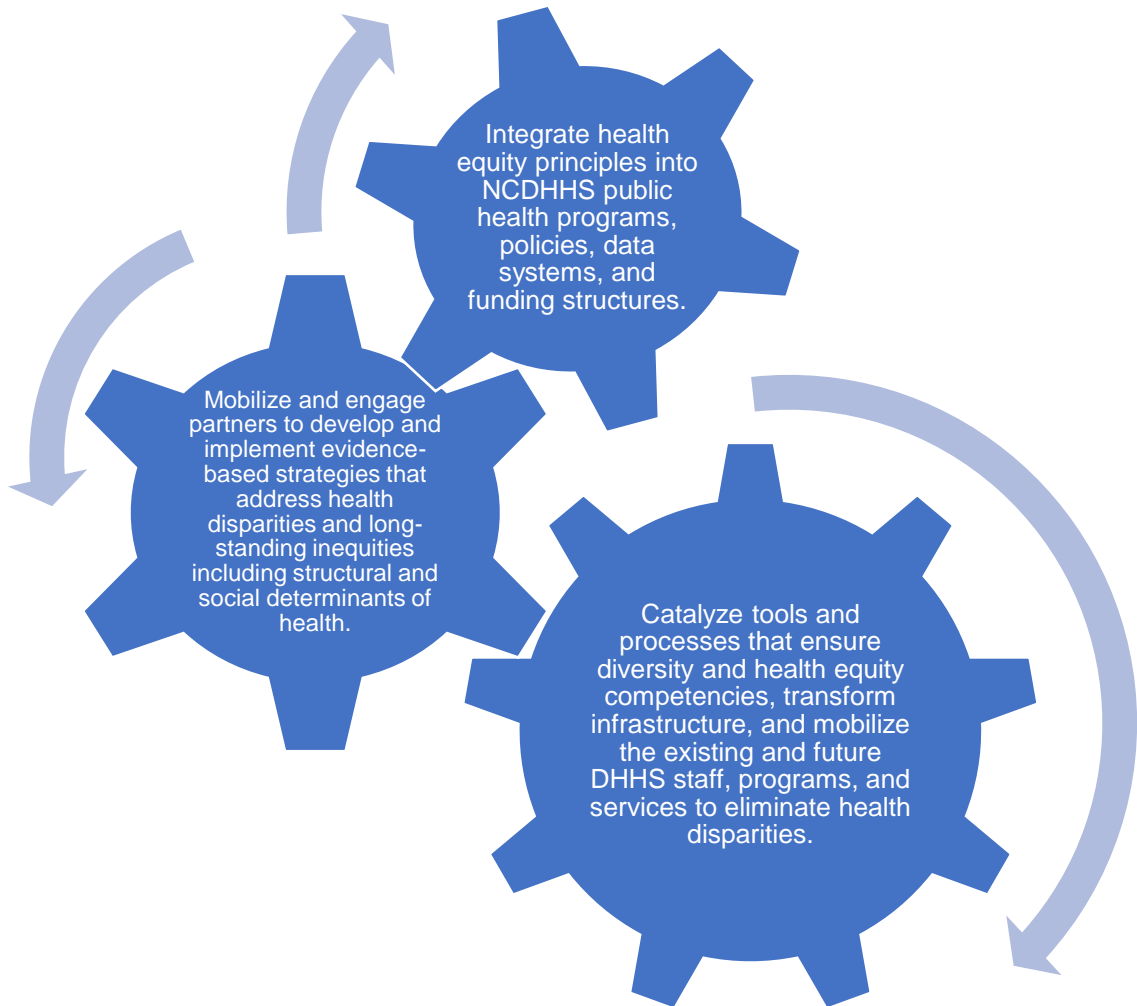 Integrate health
equity principles into
NCDHHS public
health programs,
policies, data
systems, and
funding structures.
Mobilize and engage
partners to develop and
implement evidence-
based strategies that
address health
disparities and long-
standing inequities
including structural and
social determinants of
health.
Catalyze tools and
processes that ensure
diversity and health equity
competencies, transform
infrastructure, and mobilize
the existing and future
DHHS staff, programs, and
services to eliminate health
disparities.